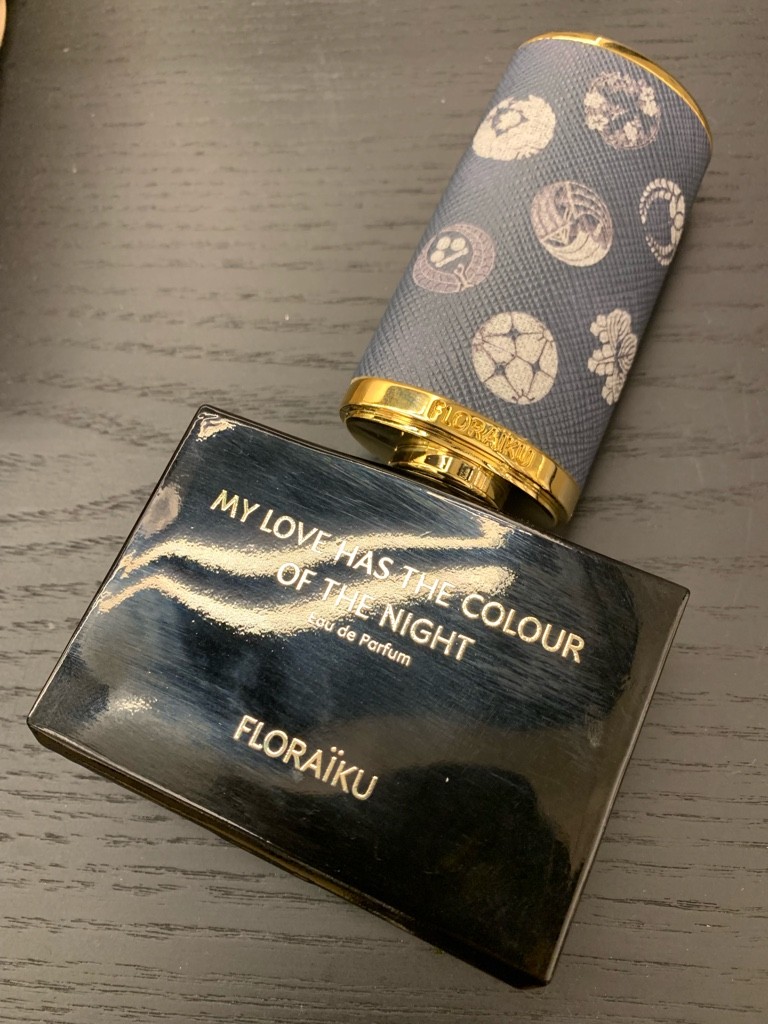 FLORAÏKU
MY LOVE HAS THE COLOUR
OF THE NIGHT
Eau de Parfum
FLORAÏKU